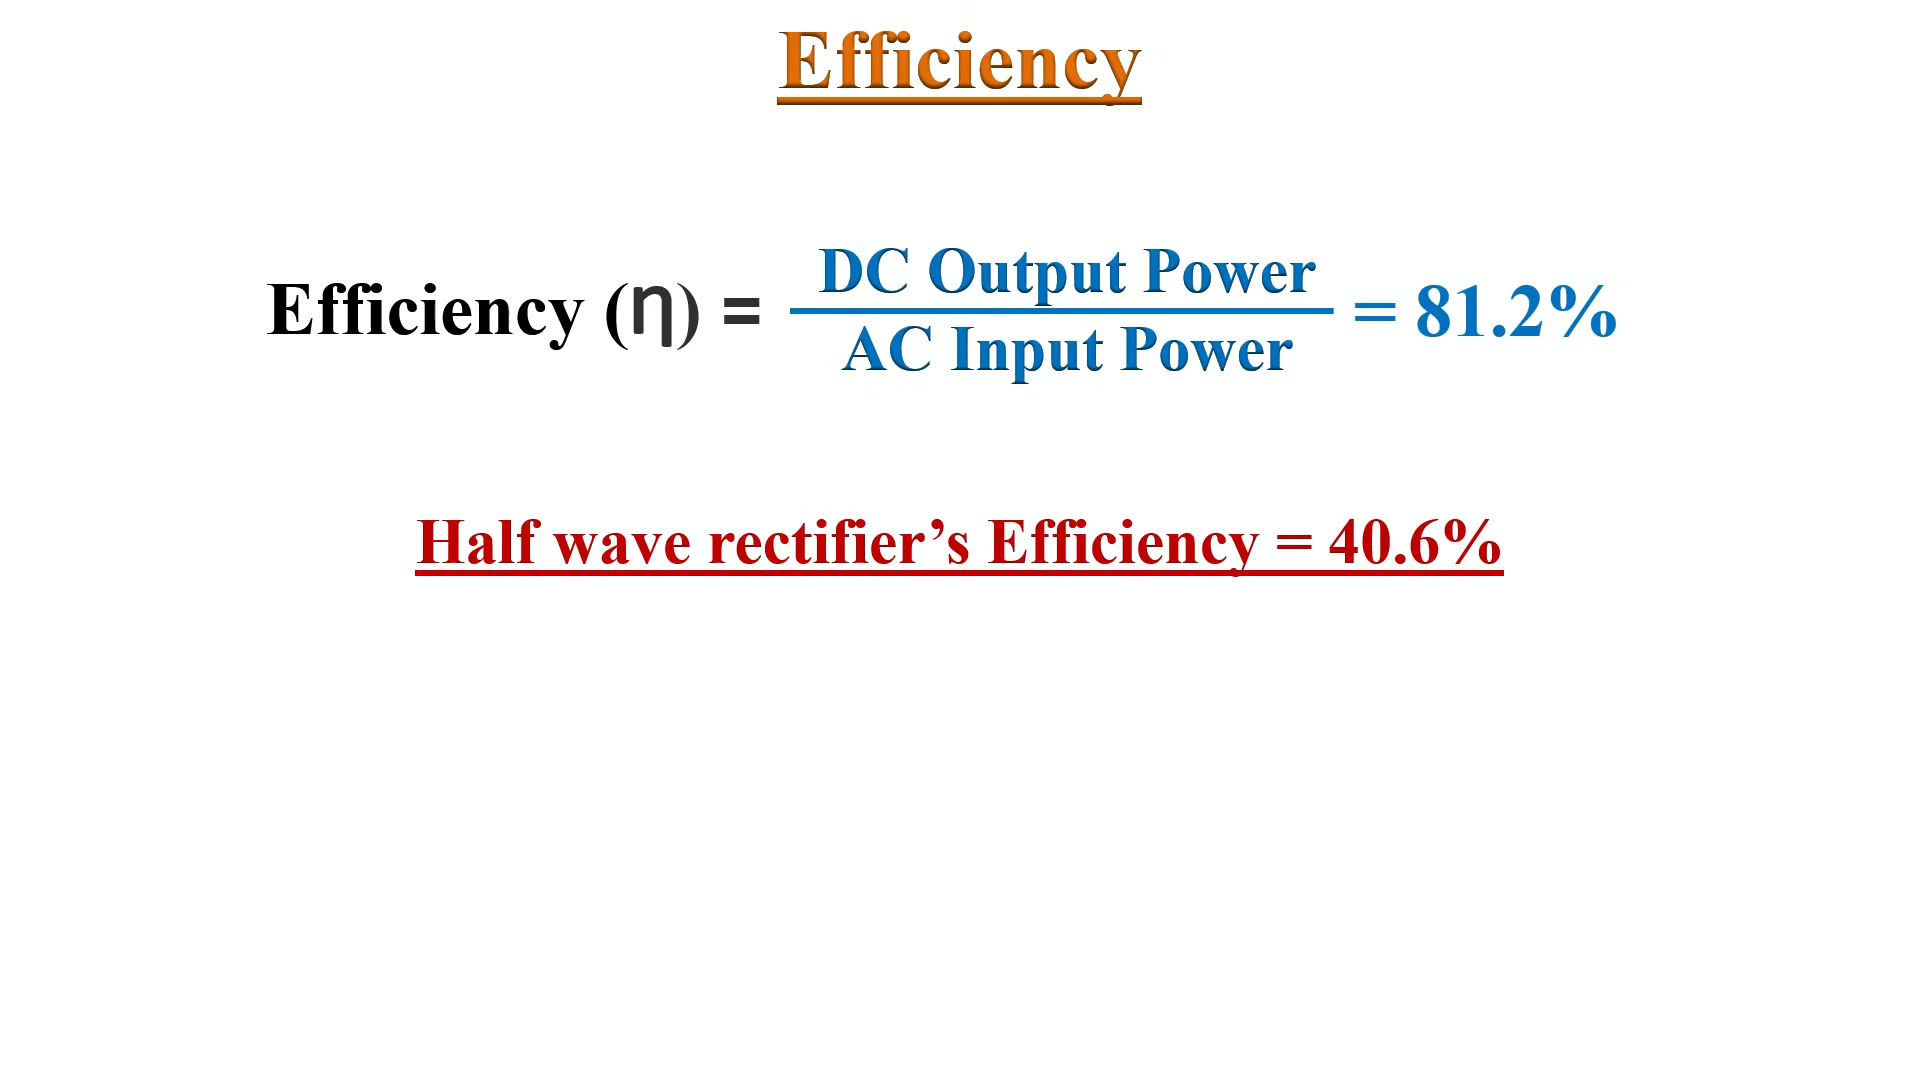 Efficiency
Efficiency (η) = DC Output Power / AC Input Power = 81.2%
Half wave rectifier’s Efficiency = 40.6%